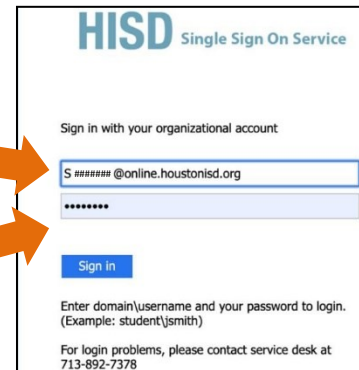 HISD Single Sign On Service
Sign in with your organizational account
S ####### @online.houstonisd.org
••••••••
Sign in
Enter domain\username and your password to login.
(Example: student\jsmith)
For login problems, please contact service desk at
713-892-7378